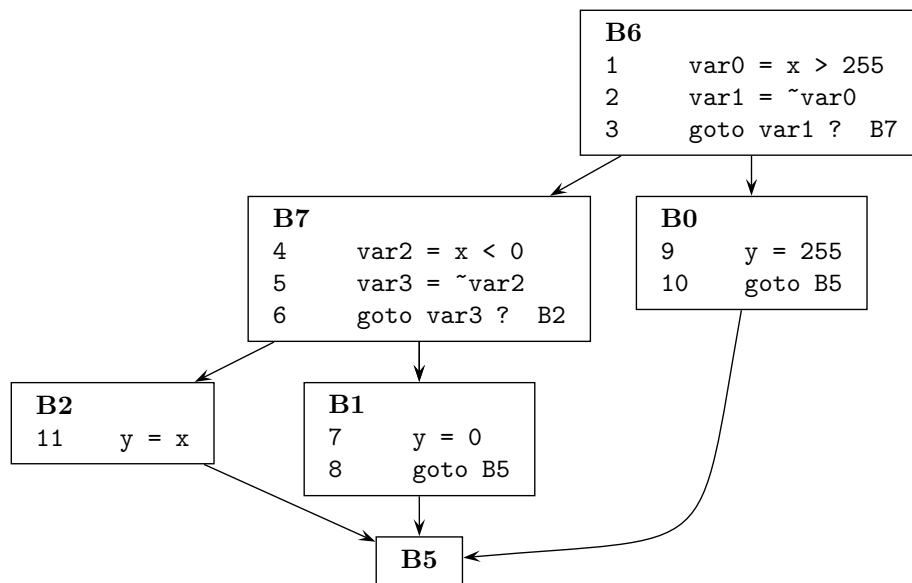 B6
1 var0 = x > 255
2 var1 = ~var0
3 goto var1 ? B7
B7
4 var2 = x < 0
5 var3 = ~var2
6 goto var3 ? B2
B0
9 y = 255
10 goto B5
B2
11 y = x
B1
7 y = 0
8 goto B5
B5